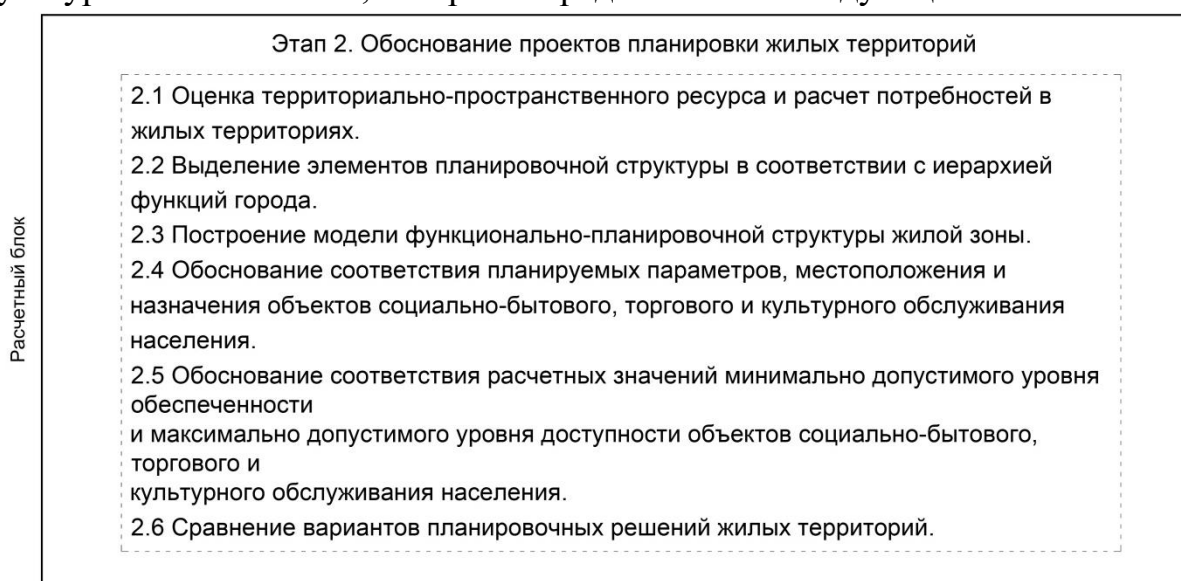 Этап 2. Обоснование проектов планировки жилых территорий
2.1 Оценка территориально-пространственного ресурса и расчет потребностей в
жилых территориях.
2.2 Выделение элементов планировочной структуры в соответствии с иерархией
функций города.
2.3 Построение модели функционально-планировочной структуры жилой зоны.
2.4 Обоснование соответствия планируемых параметров, местоположения и
назначения объектов социально-бытового, торгового и культурного обслуживания
населения.
2.5 Обоснование соответствия расчетных значений минимально допустимого уровня
обеспеченности
и максимально допустимого уровня доступности объектов социально-бытового,
торгового и
культурного обслуживания населения.
2.6 Сравнение вариантов планировочных решений жилых территорий.
Расчетный блок